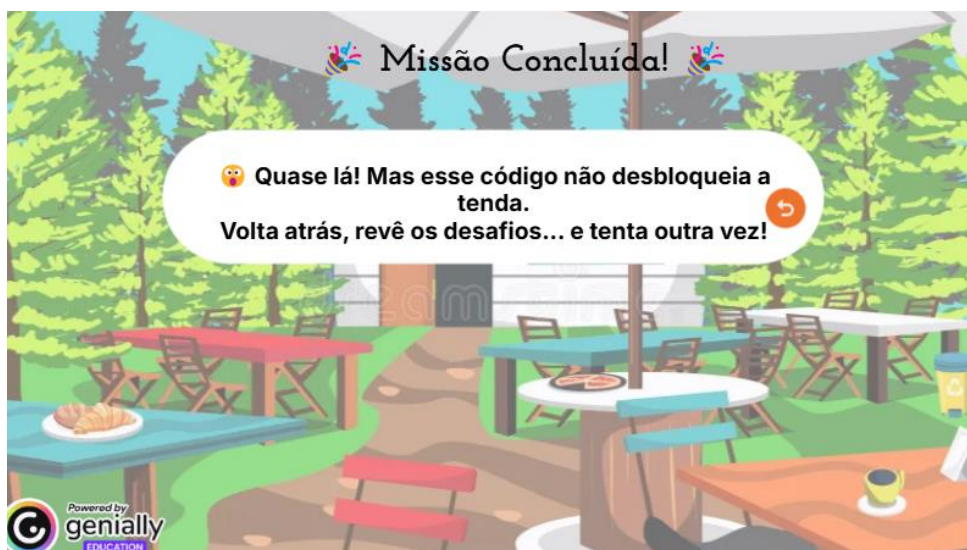 🎉 Missão Concluída! 🎉
😲 Quase lá! Mas esse código não desbloqueia a
tenda.
Volta atrás, revê os desafios... e tenta outra vez!
dreamstime
Powered by
genially
EDUCATION